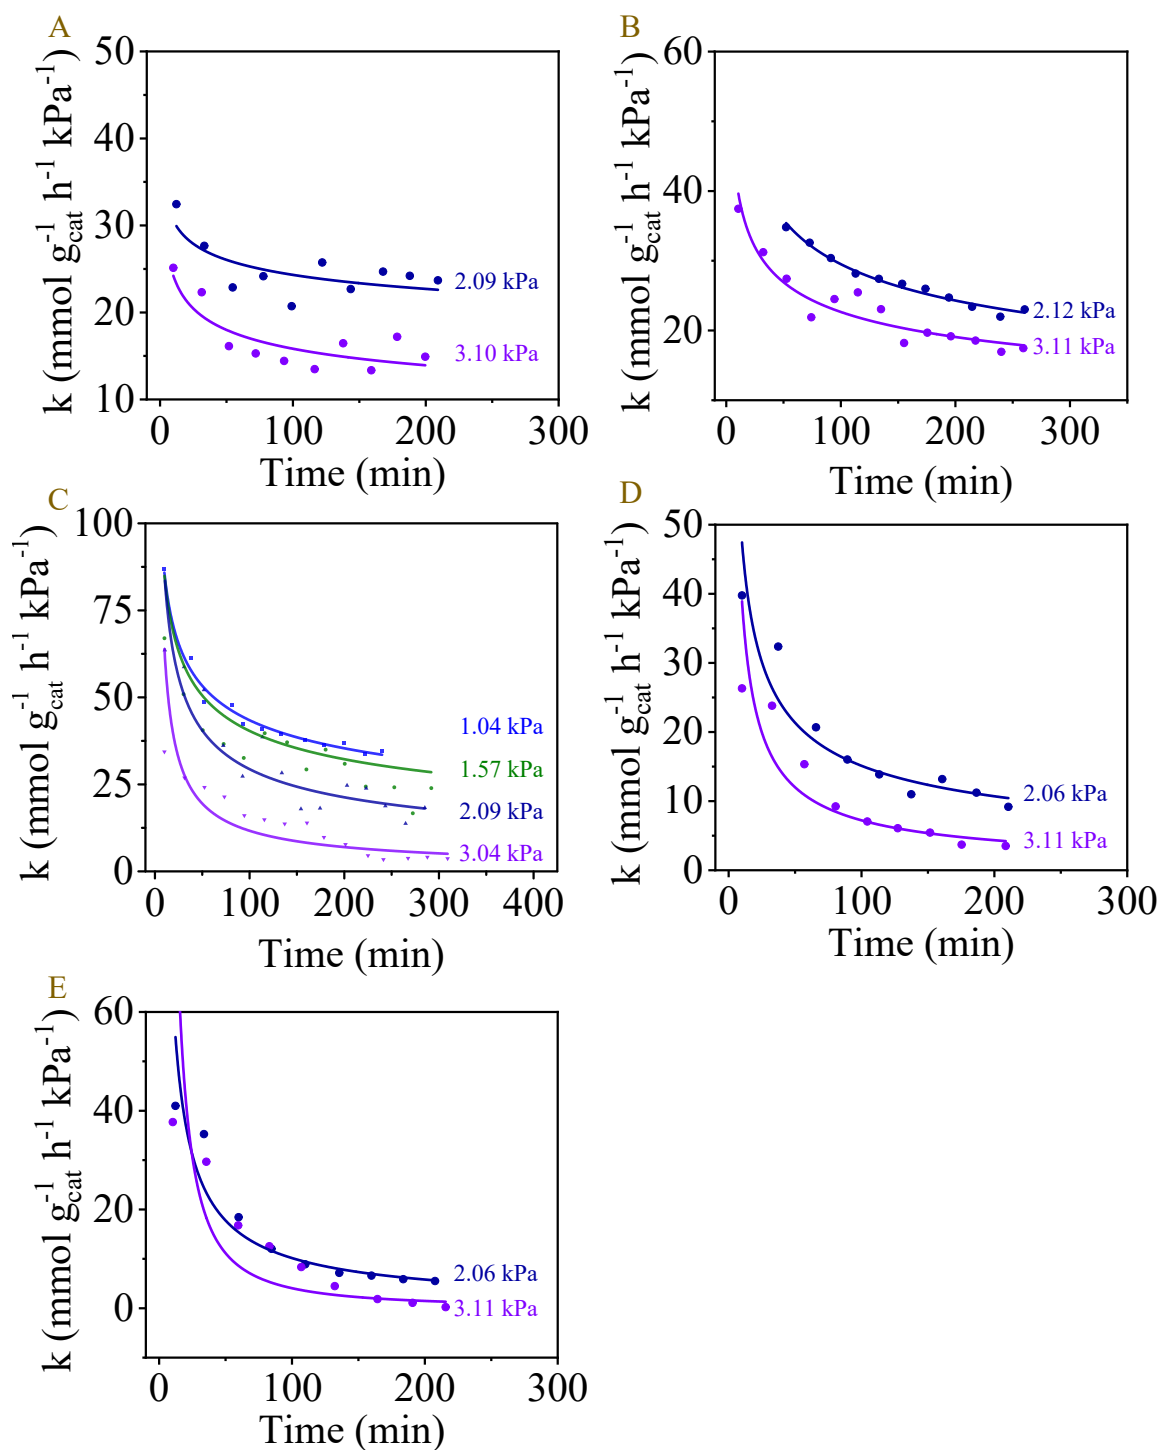 A
k (mmol g_cat^-1 h^-1 kPa^-1)
50
40
30
20
10
2.09 kPa
3.10 kPa
0 100 200 300
Time (min)
B
k (mmol g_cat^-1 h^-1 kPa^-1)
60
40
20
2.12 kPa
3.11 kPa
0 100 200 300
Time (min)
C
k (mmol g_cat^-1 h^-1 kPa^-1)
100
75
50
25
0
1.04 kPa
1.57 kPa
2.09 kPa
3.04 kPa
0 100 200 300 400
Time (min)
D
k (mmol g_cat^-1 h^-1 kPa^-1)
50
40
30
20
10
0
2.06 kPa
3.11 kPa
0 100 200 300
Time (min)
E
k (mmol g_cat^-1 h^-1 kPa^-1)
60
40
20
0
2.06 kPa
3.11 kPa
0 100 200 300
Time (min)